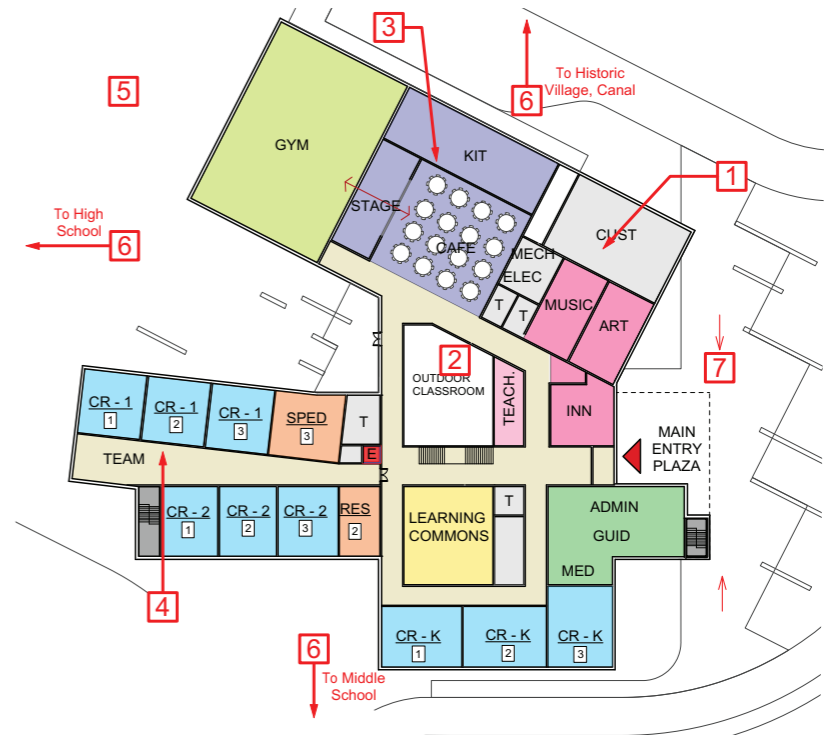 3
To Historic
Village, Canal
6
5
GYM
KIT
1
STAGE
CAFE
CUST
To High
School
6
MECH
ELEC
T
T
MUSIC
ART
2
OUTDOOR
CLASSROOM
TEACH.
7
INN
CR - 1
1
CR - 1
2
CR - 1
3
SPED
3
T
E
TEAM
MAIN
ENTRY
PLAZA
CR - 2
1
CR - 2
2
CR - 2
3
RES
2
LEARNING
COMMONS
T
ADMIN
GUID
MED
4
6
To Middle
School
CR - K
1
CR - K
2
CR - K
3